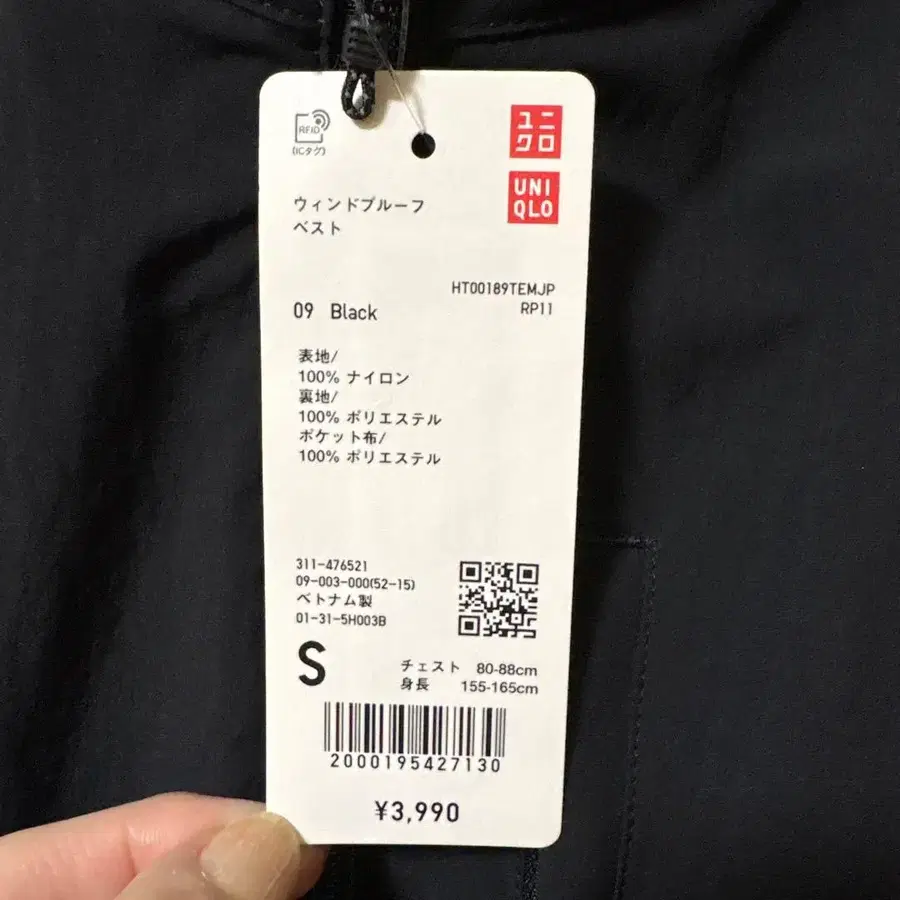 RFID
(ICタグ)
ユニ
クロ
UNI
QLO
ウィンドプルーフ
ベスト
HT00189TEMJP
RP11
09 Black
表地/
100% ナイロン
裏地/
100% ポリエステル
ポケット布/
100% ポリエステル
311-476521
09-003-000(52-15)
ベトナム製
01-31-5H003B
S
チェスト 80-88cm
身長 155-165cm
2000195427130
¥3,990